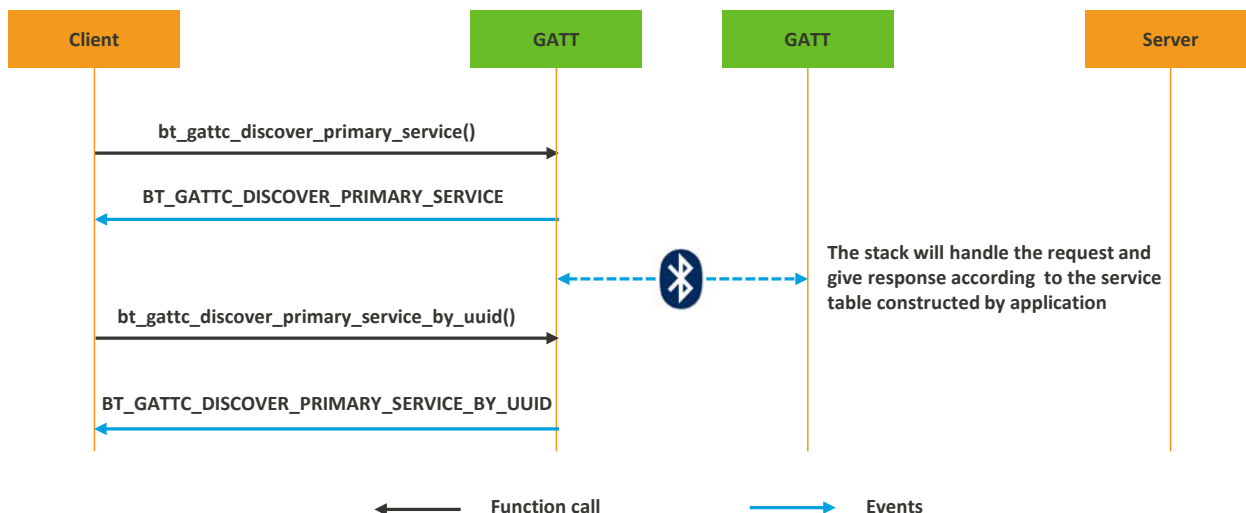 Client
GATT
GATT
Server
bt_gattc_discover_primary_service()
BT_GATTC_DISCOVER_PRIMARY_SERVICE
The stack will handle the request and
give response according to the service
table constructed by application
bt_gattc_discover_primary_service_by_uuid()
BT_GATTC_DISCOVER_PRIMARY_SERVICE_BY_UUID
Function call
Events